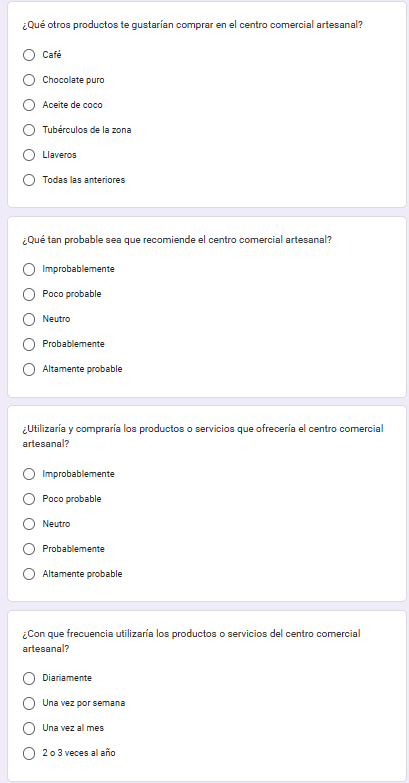 ¿Qué otros productos te gustarían comprar en el centro comercial artesanal?
Café
Chocolate puro
Aceite de coco
Tubérculos de la zona
Llaveros
Todas las anteriores
¿Qué tan probable sea que recomiende el centro comercial artesanal?
Improbablemente
Poco probable
Neutro
Probablemente
Altamente probable
¿Utilizaría y compraría los productos o servicios que ofrecería el centro comercial
artesanal?
Improbablemente
Poco probable
Neutro
Probablemente
Altamente probable
¿Con que frecuencia utilizaría los productos o servicios del centro comercial
artesanal?
Diariamente
Una vez por semana
Una vez al mes
2 o 3 veces al año